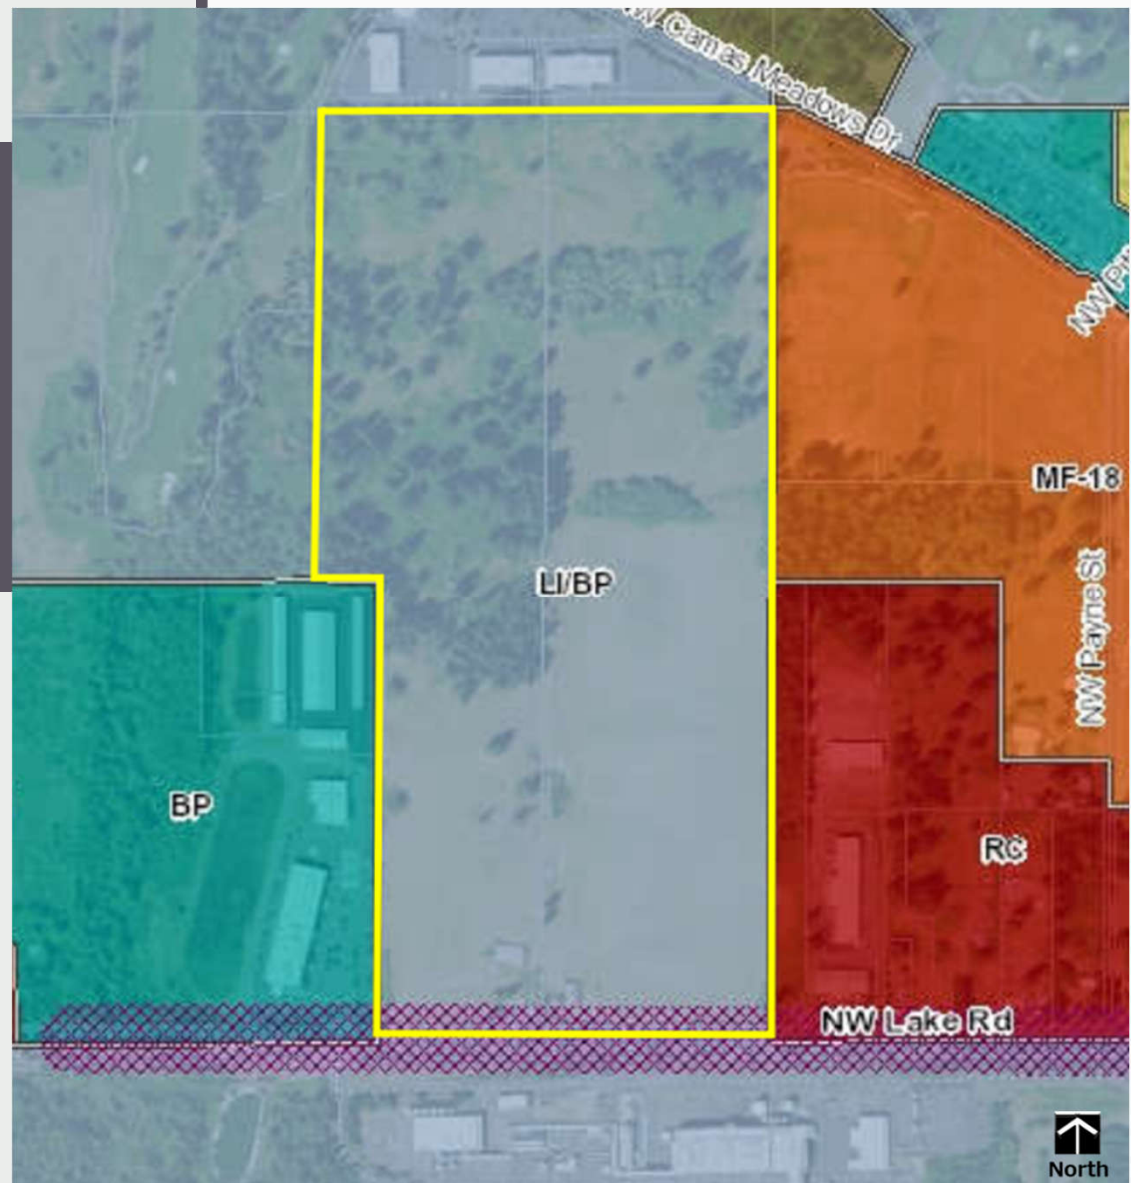 NW Camas Meadows Dr
MF-18
LI/BP
NW Payne St
BP
RC
NW Lake Rd
North